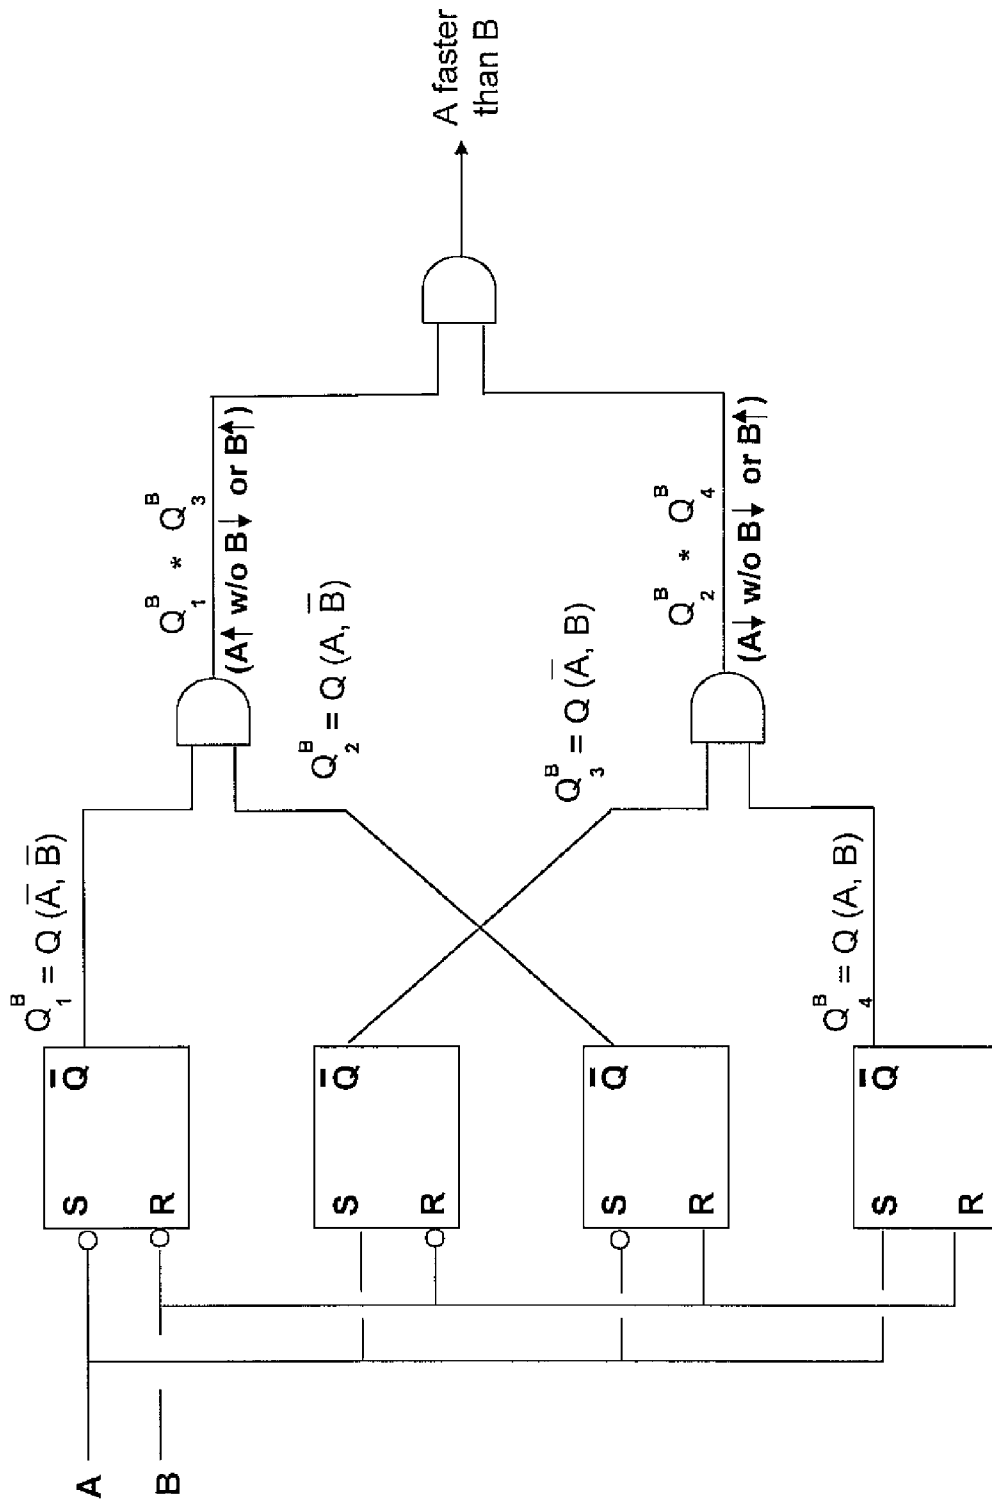 A
B
S
R
Q̅
S
R
Q̅
S
R
Q̅
S
R
Q̅
Q₁ᴮ = Q (A̅, B̅)
Q₂ᴮ = Q (A, B̅)
Q₃ᴮ = Q (A̅, B)
Q₄ᴮ = Q (A, B)
Q₁ᴮ * Q₃ᴮ
(A↑ w/o B↓ or B↑)
Q₂ᴮ * Q₄ᴮ
(A↓ w/o B↓ or B↑)
A faster
than B